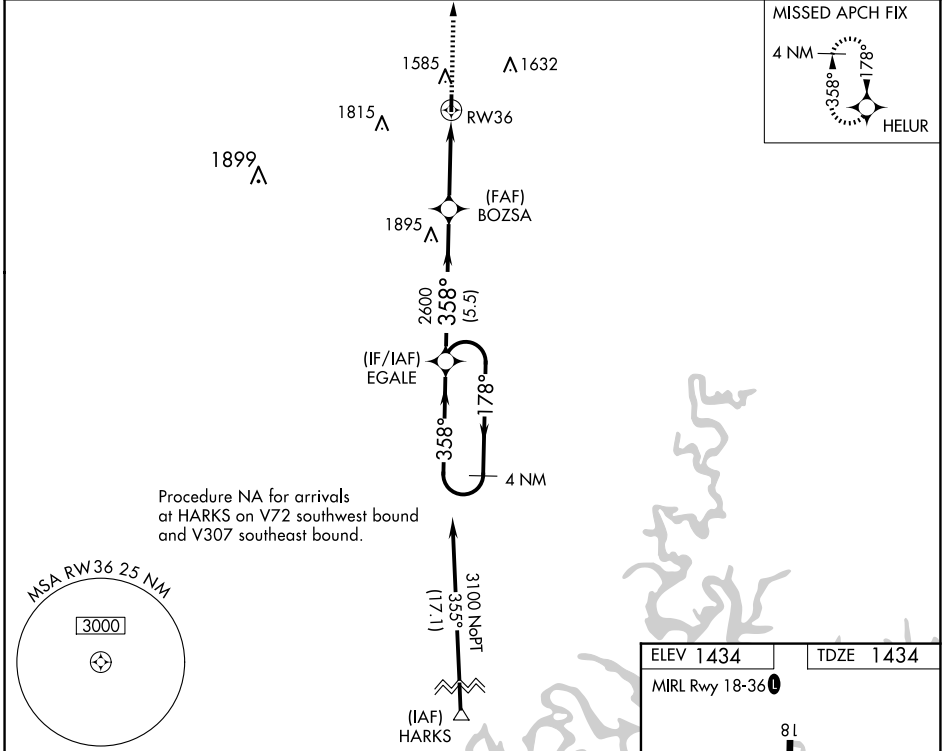 MISSED APCH FIX
4 NM
358°
178°
HELUR
1585
1632
1815
RW36
1899
(FAF)
BOZSA
1895
2600
358°
(5.5)
(IF/IAF)
EGALE
178°
358°
4 NM
Procedure NA for arrivals
at HARKS on V72 southwest bound
and V307 southeast bound.
MSA RW36 25 NM
3000
3100 NoPT
355°
(17.1)
(IAF)
HARKS
ELEV 1434
TDZE 1434
MIRL Rwy 18-36 L
18